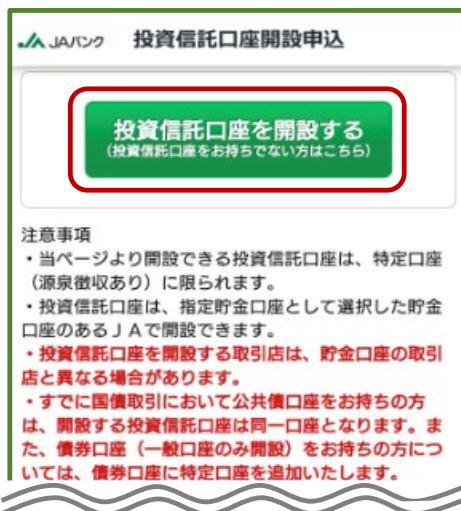 JAバンク 投資信託口座開設申込
投資信託口座を開設する
(投資信託口座をお持ちでない方はこちら)
注意事項
・当ページより開設できる投資信託口座は、特定口座
（源泉徴収あり）に限られます。
・投資信託口座は、指定貯金口座として選択した貯金
口座のあるＪＡで開設できます。
・投資信託口座を開設する取引店は、貯金口座の取引
店と異なる場合があります。
・すでに国債取引において公共債口座をお持ちの方
は、開設する投資信託口座は同一口座となります。ま
た、債券口座（一般口座のみ開設）をお持ちの方につ
いては、債券口座に特定口座を追加いたします。